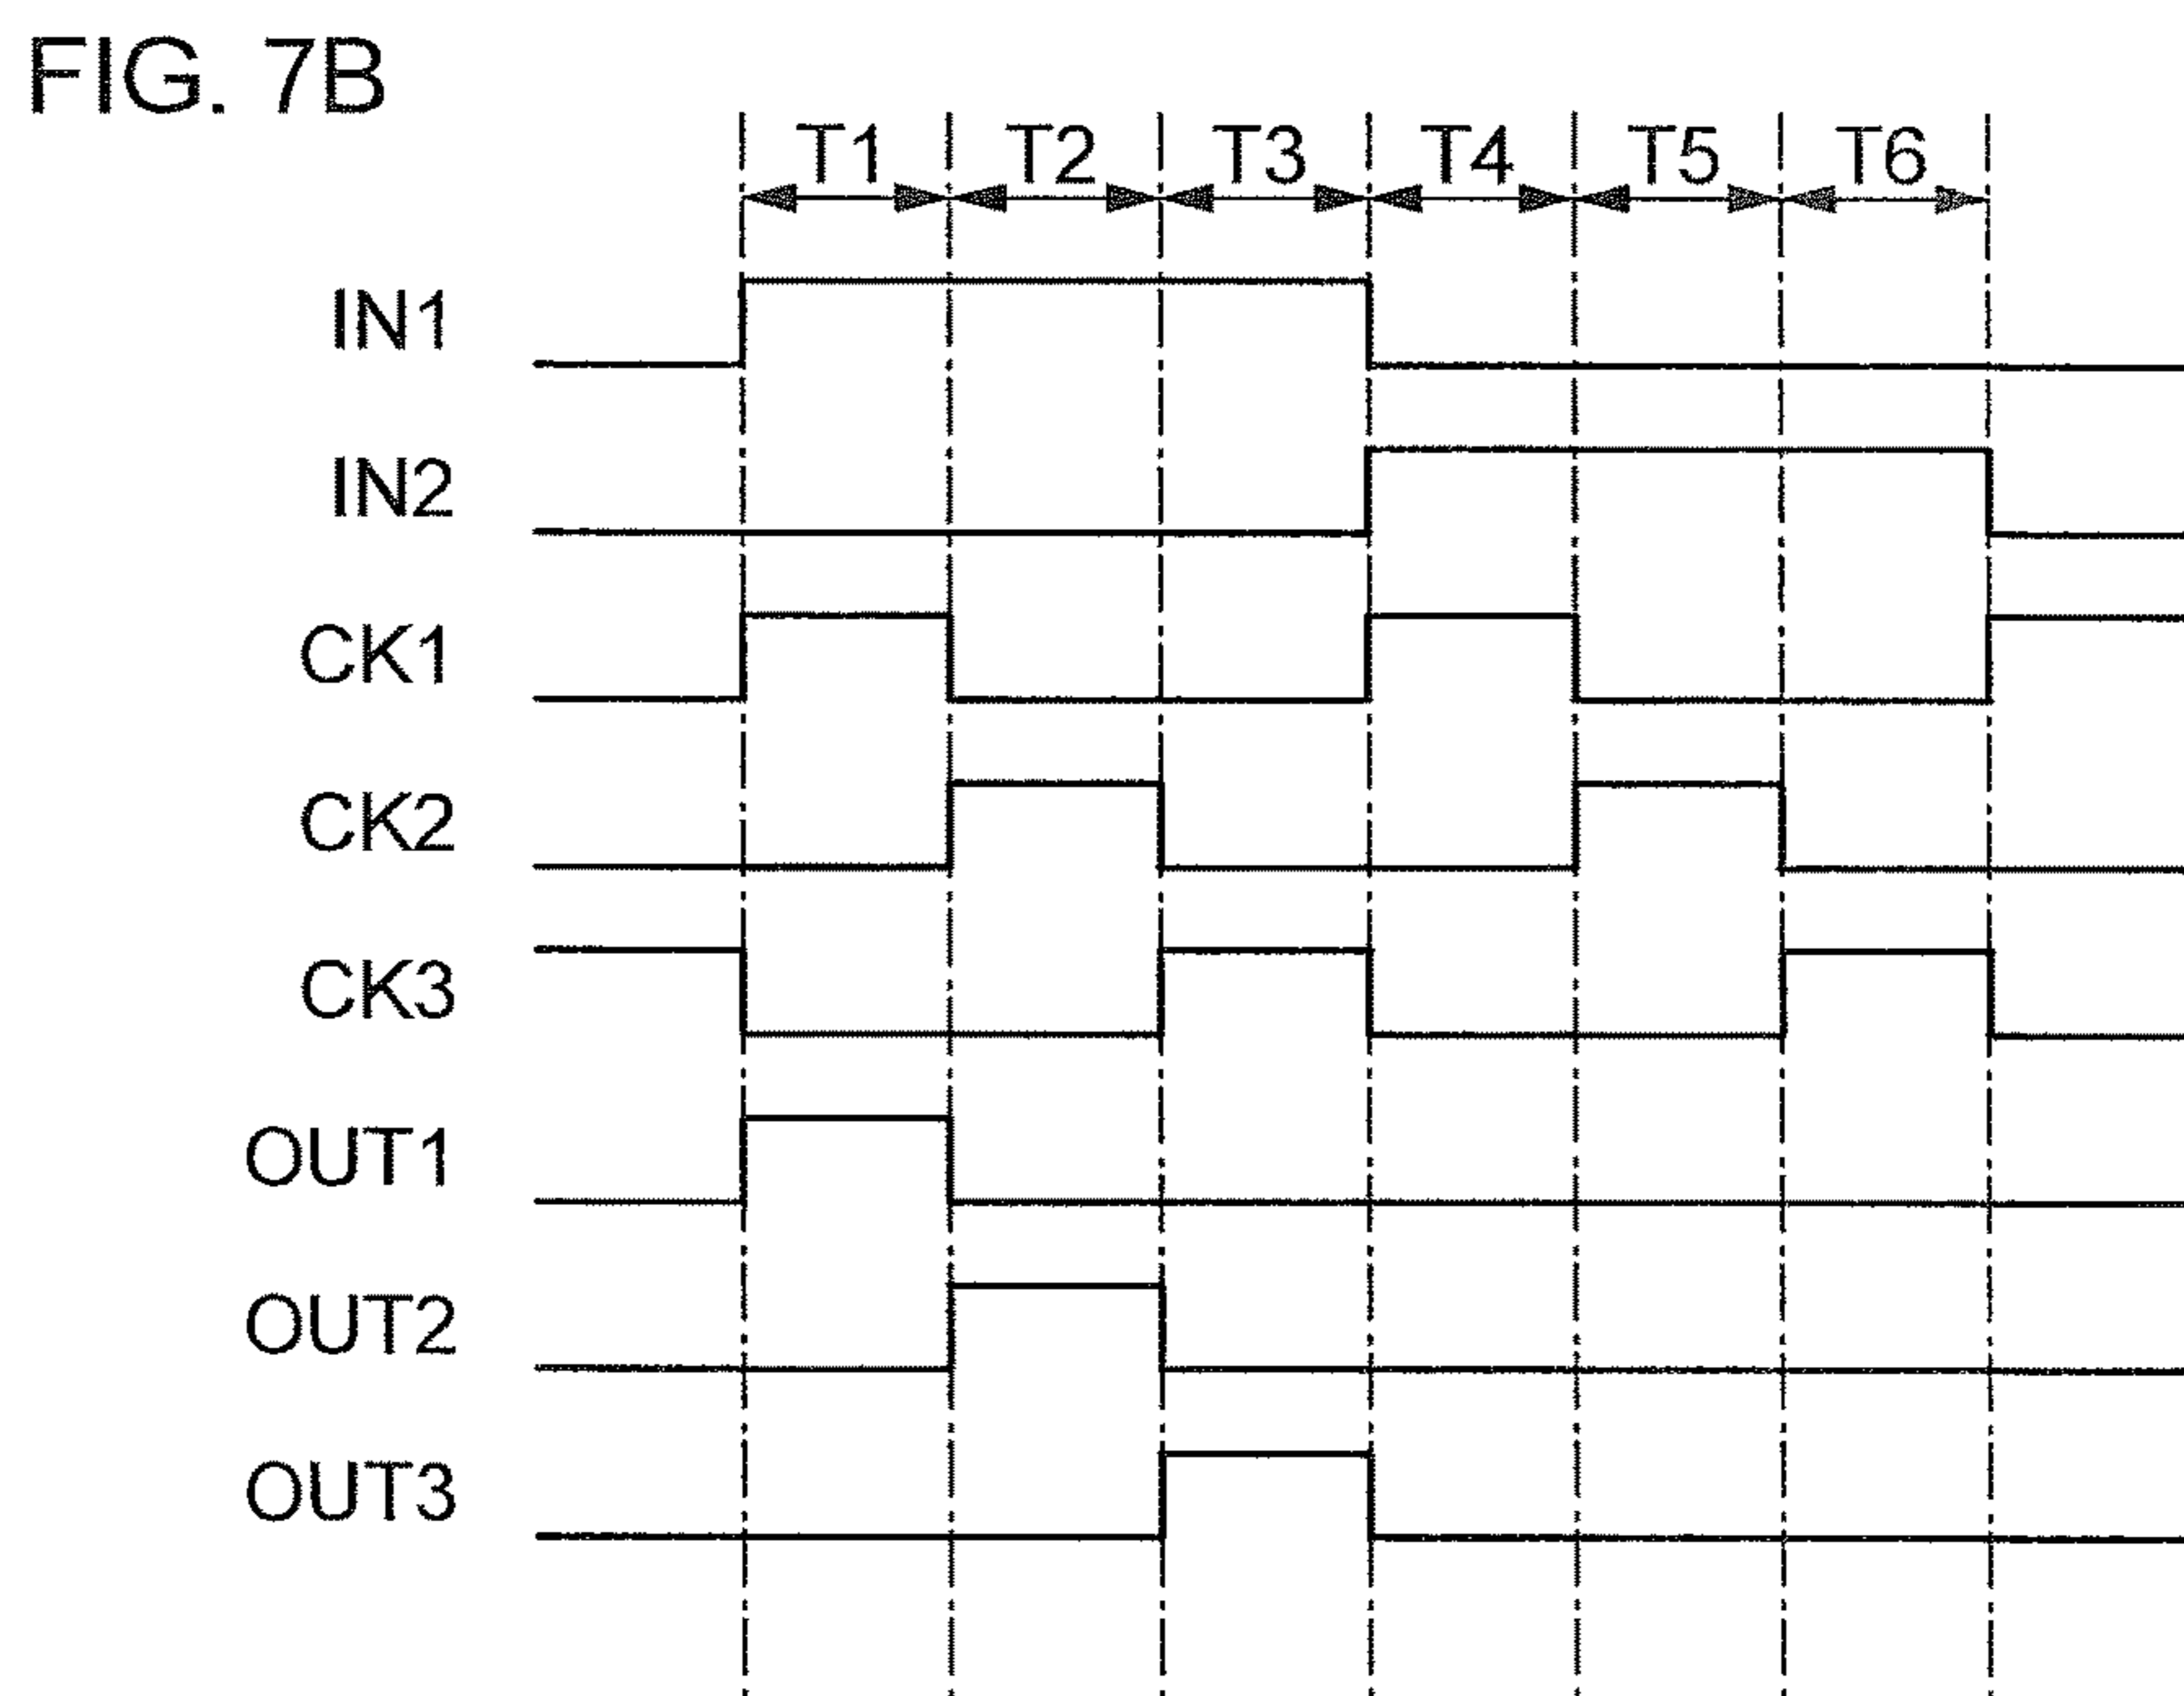 FIG. 7B
T1 T2 T3 T4 T5 T6
IN1
IN2
CK1
CK2
CK3
OUT1
OUT2
OUT3